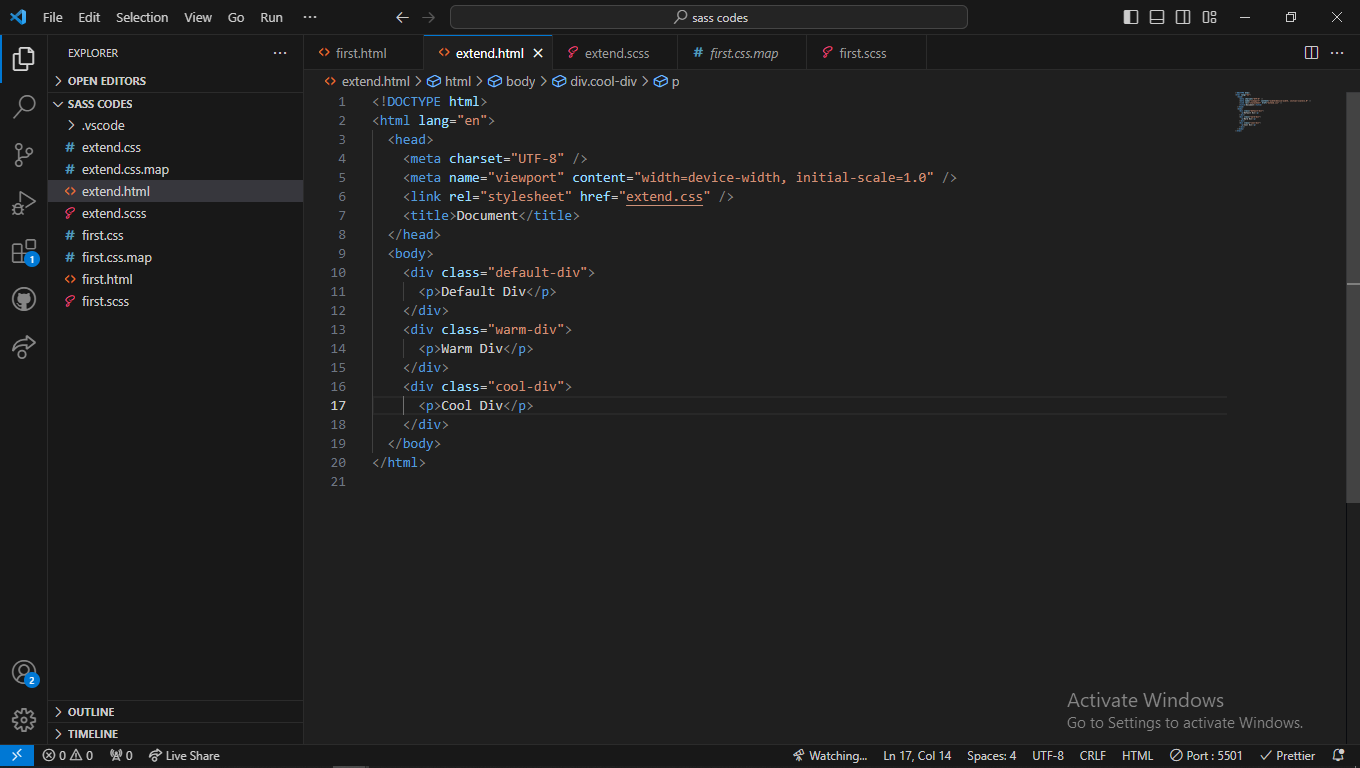 File Edit Selection View Go Run ··· sass codes
EXPLORER ···
OPEN EDITORS
SASS CODES
.vscode
# extend.css
# extend.css.map
<> extend.html
extend.scss
# first.css
# first.css.map
<> first.html
first.scss
OUTLINE
TIMELINE
1
2
<> first.html <> extend.html extend.scss # first.css.map first.scss ···
<> extend.html > html > body > div.cool-div > p
1 <!DOCTYPE html>
2 <html lang="en">
3 <head>
4 <meta charset="UTF-8" />
5 <meta name="viewport" content="width=device-width, initial-scale=1.0" />
6 <link rel="stylesheet" href="extend.css" />
7 <title>Document</title>
8 </head>
9 <body>
10 <div class="default-div">
11 <p>Default Div</p>
12 </div>
13 <div class="warm-div">
14 <p>Warm Div</p>
15 </div>
16 <div class="cool-div">
17 <p>Cool Div</p>
18 </div>
19 </body>
20 </html>
21
Activate Windows
Go to Settings to activate Windows.
0 0 0 Live Share Watching... Ln 17, Col 14 Spaces: 4 UTF-8 CRLF HTML Port : 5501 Prettier